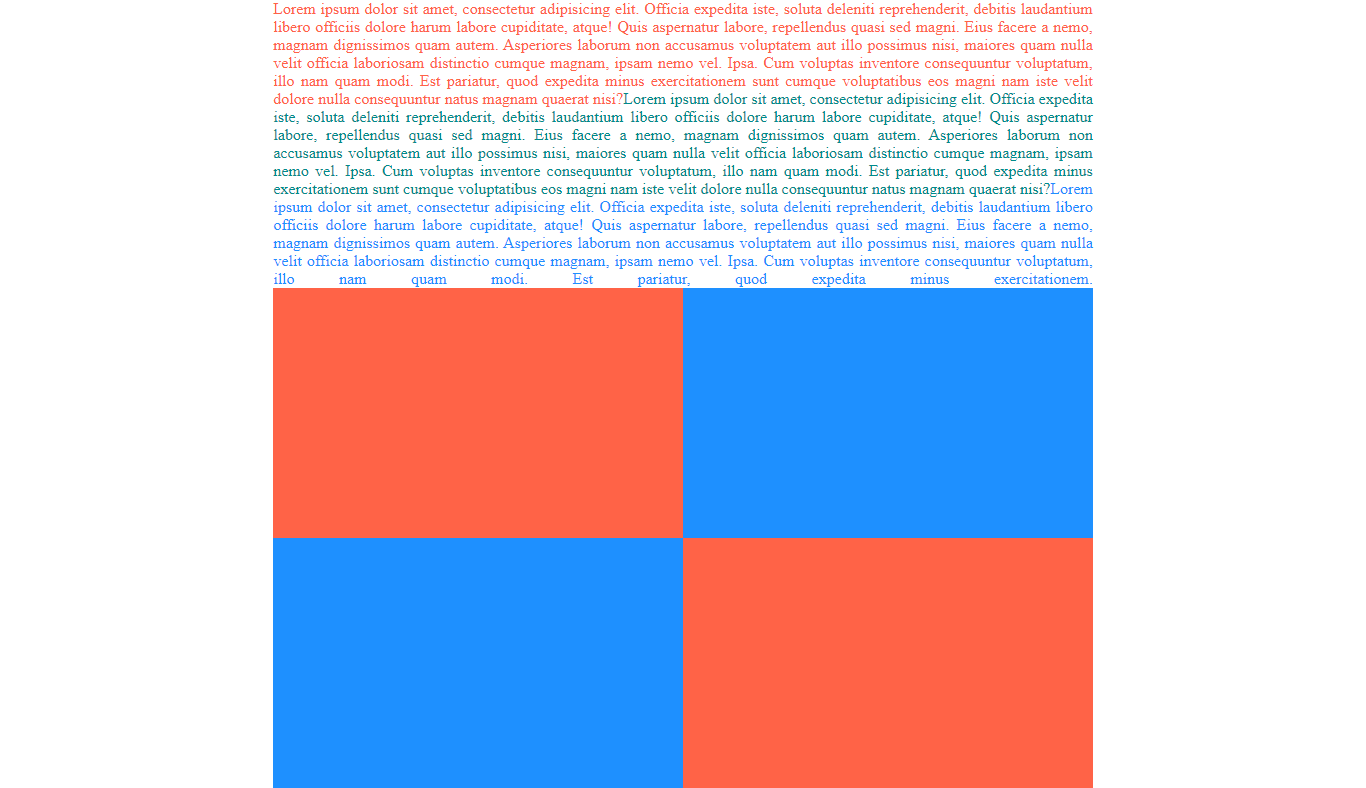 Lorem ipsum dolor sit amet, consectetur adipisicing elit. Officia expedita iste, soluta deleniti reprehenderit, debitis laudantium
libero officiis dolore harum labore cupiditate, atque! Quis aspernatur labore, repellendus quasi sed magni. Eius facere a nemo,
magnam dignissimos quam autem. Asperiores laborum non accusamus voluptatem aut illo possimus nisi, maiores quam nulla
velit officia laboriosam distinctio cumque magnam, ipsam nemo vel. Ipsa. Cum voluptas inventore consequuntur voluptatum,
illo nam quam modi. Est pariatur, quod expedita minus exercitationem sunt cumque voluptatibus eos magni nam iste velit
dolore nulla consequuntur natus magnam quaerat nisi?Lorem ipsum dolor sit amet, consectetur adipisicing elit. Officia expedita
iste, soluta deleniti reprehenderit, debitis laudantium libero officiis dolore harum labore cupiditate, atque! Quis aspernatur
labore, repellendus quasi sed magni. Eius facere a nemo, magnam dignissimos quam autem. Asperiores laborum non
accusamus voluptatem aut illo possimus nisi, maiores quam nulla velit officia laboriosam distinctio cumque magnam, ipsam
nemo vel. Ipsa. Cum voluptas inventore consequuntur voluptatum, illo nam quam modi. Est pariatur, quod expedita minus
exercitationem sunt cumque voluptatibus eos magni nam iste velit dolore nulla consequuntur natus magnam quaerat nisi?Lorem
ipsum dolor sit amet, consectetur adipisicing elit. Officia expedita iste, soluta deleniti reprehenderit, debitis laudantium libero
officiis dolore harum labore cupiditate, atque! Quis aspernatur labore, repellendus quasi sed magni. Eius facere a nemo,
magnam dignissimos quam autem. Asperiores laborum non accusamus voluptatem aut illo possimus nisi, maiores quam nulla
velit officia laboriosam distinctio cumque magnam, ipsam nemo vel. Ipsa. Cum voluptas inventore consequuntur voluptatum,
illo nam quam modi. Est pariatur, quod expedita minus exercitationem.